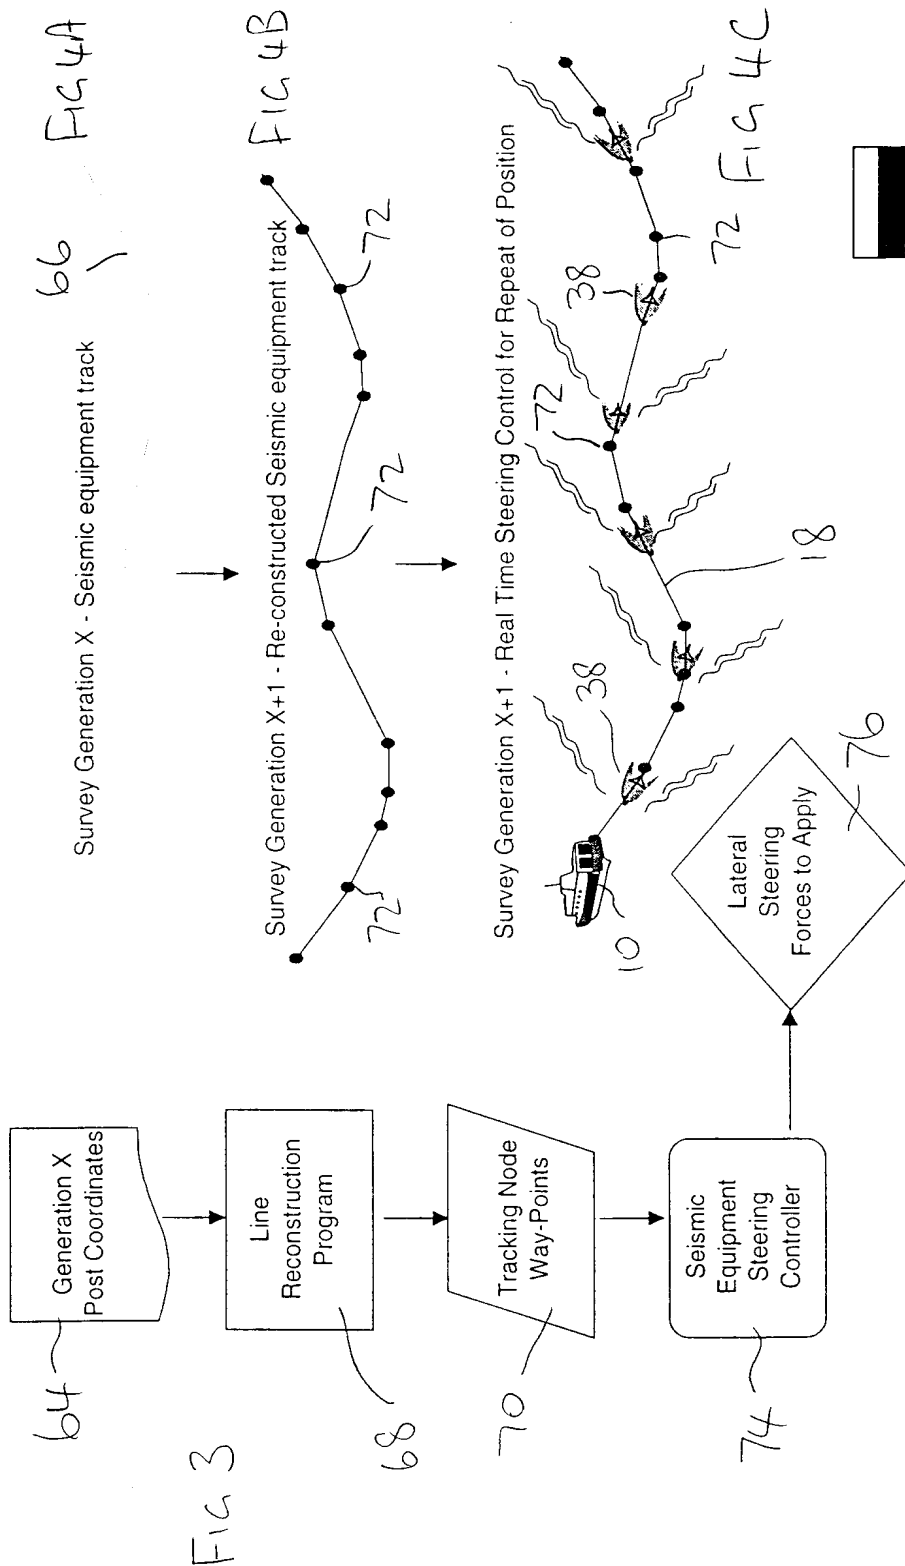 64
Generation X
Post Coordinates
FIG 3
Line
Reconstruction
Program
68
Tracking Node
Way-Points
70
Seismic
Equipment
Steering
Controller
74
Lateral
Steering
Forces to Apply
76
Survey Generation X - Seismic equipment track
66
FIG 4A
Survey Generation X+1 - Re-constructed Seismic equipment track
FIG 4B
72
72
72
Survey Generation X+1 - Real Time Steering Control for Repeat of Position
10
38
18
72
38
72
FIG 4C